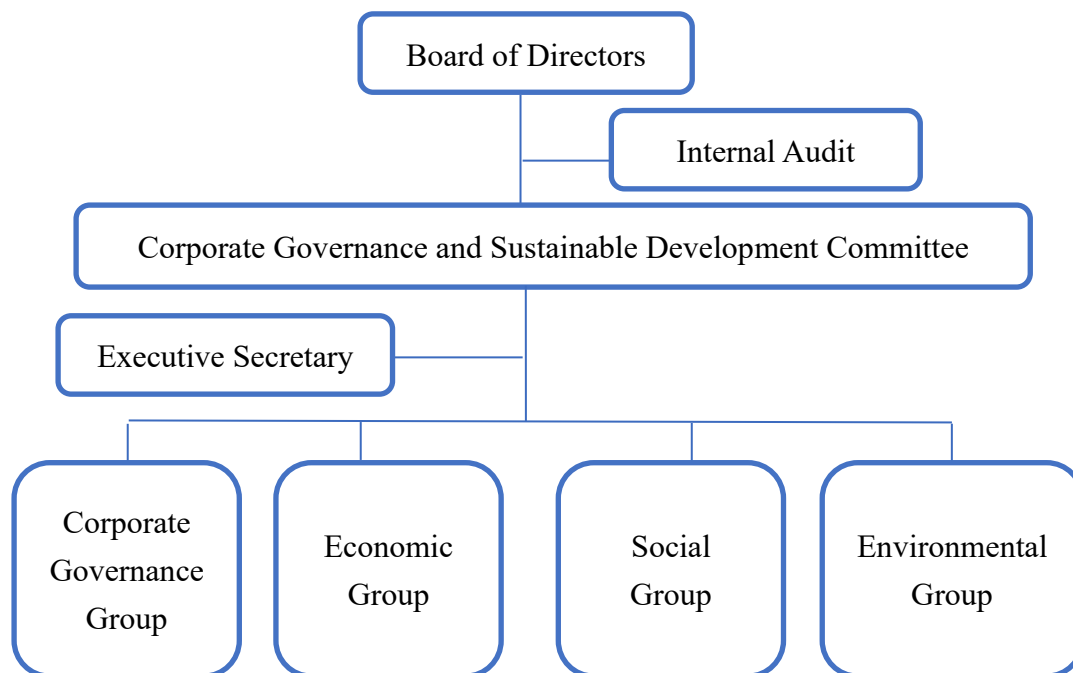 Board of Directors
Internal Audit
Corporate Governance and Sustainable Development Committee
Executive Secretary
Corporate
Governance
Group
Economic
Group
Social
Group
Environmental
Group